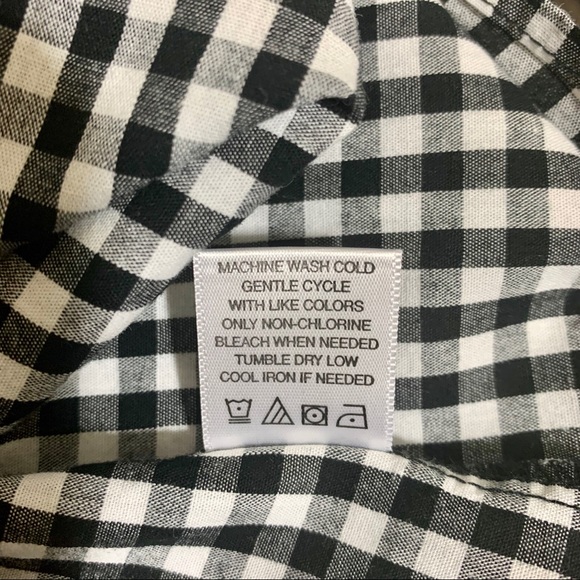 MACHINE WASH COLD
GENTLE CYCLE
WITH LIKE COLORS
ONLY NON-CHLORINE
BLEACH WHEN NEEDED
TUMBLE DRY LOW
COOL IRON IF NEEDED